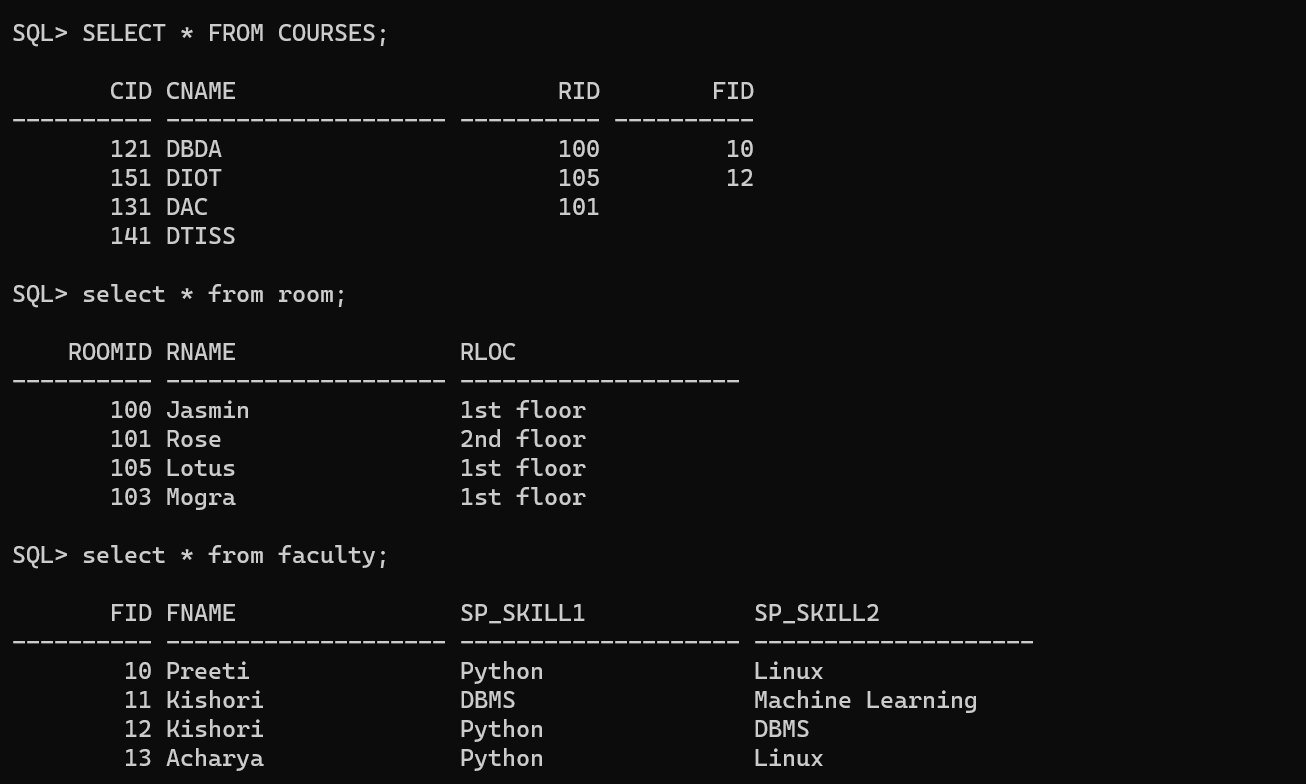 SQL> SELECT * FROM COURSES;
CID CNAME RID FID
---------- -------------------- ---------- ----------
121 DBDA 100 10
151 DIOT 105 12
131 DAC 101
141 DTISS
SQL> select * from room;
ROOMID RNAME RLOC
---------- -------------------- --------------------
100 Jasmin 1st floor
101 Rose 2nd floor
105 Lotus 1st floor
103 Mogra 1st floor
SQL> select * from faculty;
FID FNAME SP_SKILL1 SP_SKILL2
---------- -------------------- -------------------- --------------------
10 Preeti Python Linux
11 Kishori DBMS Machine Learning
12 Kishori Python DBMS
13 Acharya Python Linux